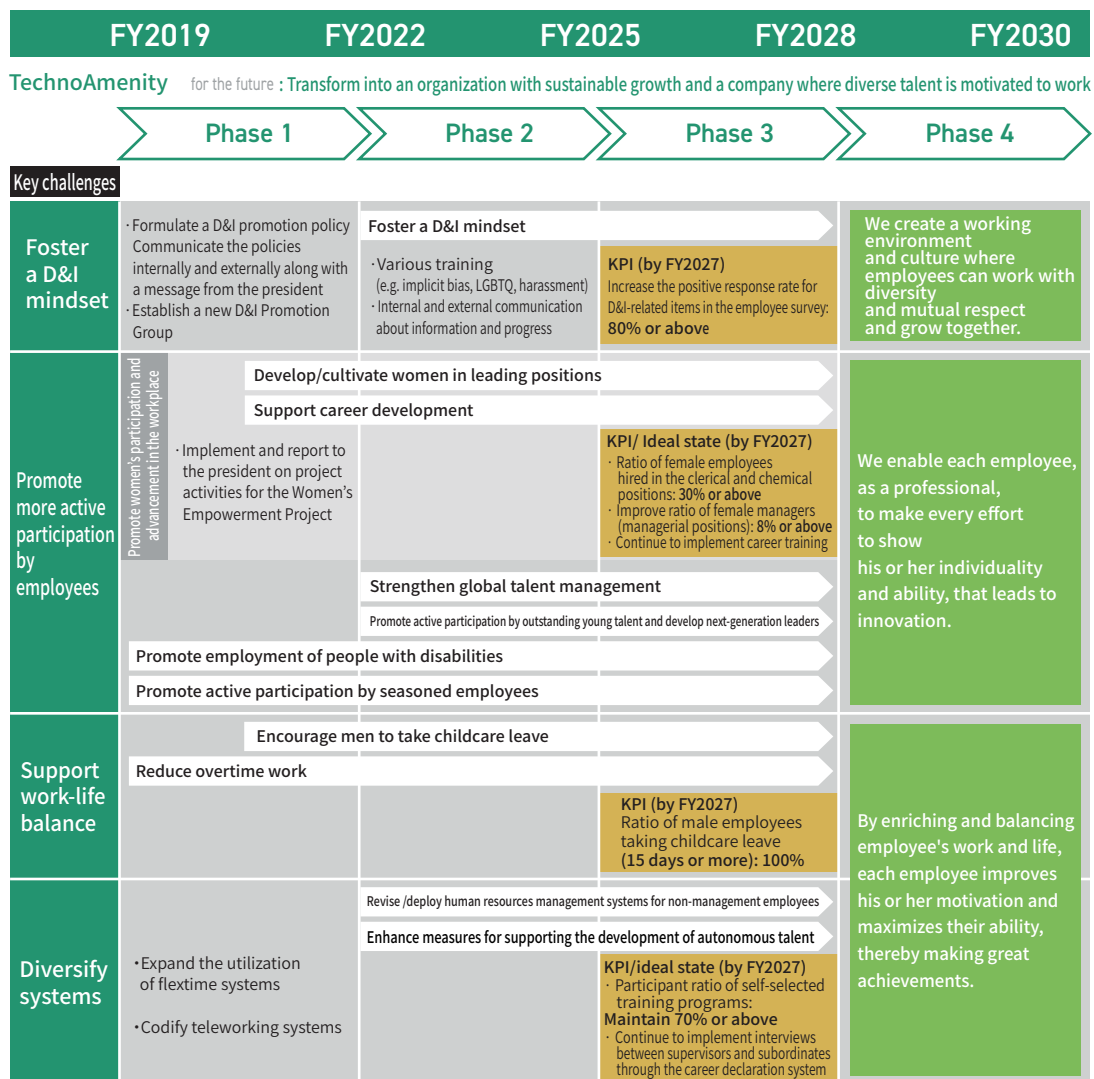 FY2019 FY2022 FY2025 FY2028 FY2030
TechnoAmenity for the future : Transform into an organization with sustainable growth and a company where diverse talent is motivated to work
Phase 1 Phase 2 Phase 3 Phase 4
Key challenges
Foster
a D&I
mindset
· Formulate a D&I promotion policy
Communicate the policies
internally and externally along with
a message from the president
· Establish a new D&I Promotion
Group
Foster a D&I mindset
· Various training
(e.g. implicit bias, LGBTQ, harassment)
· Internal and external communication
about information and progress
KPI (by FY2027)
Increase the positive response rate for
D&I-related items in the employee survey:
80% or above
We create a working
environment
and culture where
employees can work with
diversity
and mutual respect
and grow together.
Promote
more active
participation
by
employees
Promote women's participation and
advancement in the workplace
Develop/cultivate women in leading positions
Support career development
· Implement and report to
the president on project
activities for the Women's
Empowerment Project
KPI/ Ideal state (by FY2027)
· Ratio of female employees
hired in the clerical and chemical
positions: 30% or above
· Improve ratio of female managers
(managerial positions): 8% or above
· Continue to implement career training
Strengthen global talent management
Promote active participation by outstanding young talent and develop next-generation leaders
Promote employment of people with disabilities
Promote active participation by seasoned employees
We enable each employee,
as a professional,
to make every effort
to show
his or her individuality
and ability, that leads to
innovation.
Support
work-life
balance
Encourage men to take childcare leave
Reduce overtime work
KPI (by FY2027)
Ratio of male employees
taking childcare leave
(15 days or more): 100%
By enriching and balancing
employee's work and life,
each employee improves
his or her motivation and
maximizes their ability,
thereby making great
achievements.
Diversify
systems
· Expand the utilization
of flextime systems
· Codify teleworking systems
Revise /deploy human resources management systems for non-management employees
Enhance measures for supporting the development of autonomous talent
KPI/ideal state (by FY2027)
· Participant ratio of self-selected
training programs:
Maintain 70% or above
· Continue to implement interviews
between supervisors and subordinates
through the career declaration system